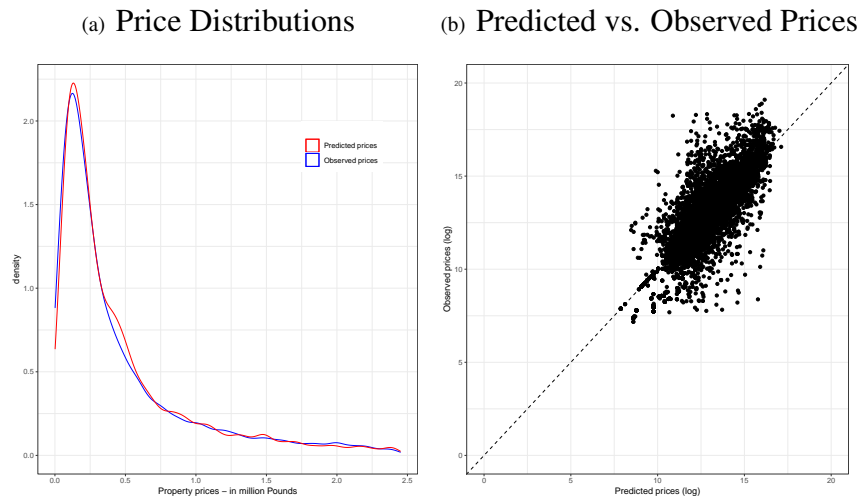 (a) Price Distributions
(b) Predicted vs. Observed Prices
density
2.0
1.5
1.0
0.5
0.0
Predicted prices
Observed prices
0.0 0.5 1.0 1.5 2.0 2.5
Property prices – in million Pounds
Observed prices (log)
20
15
10
5
0
0 5 10 15 20
Predicted prices (log)